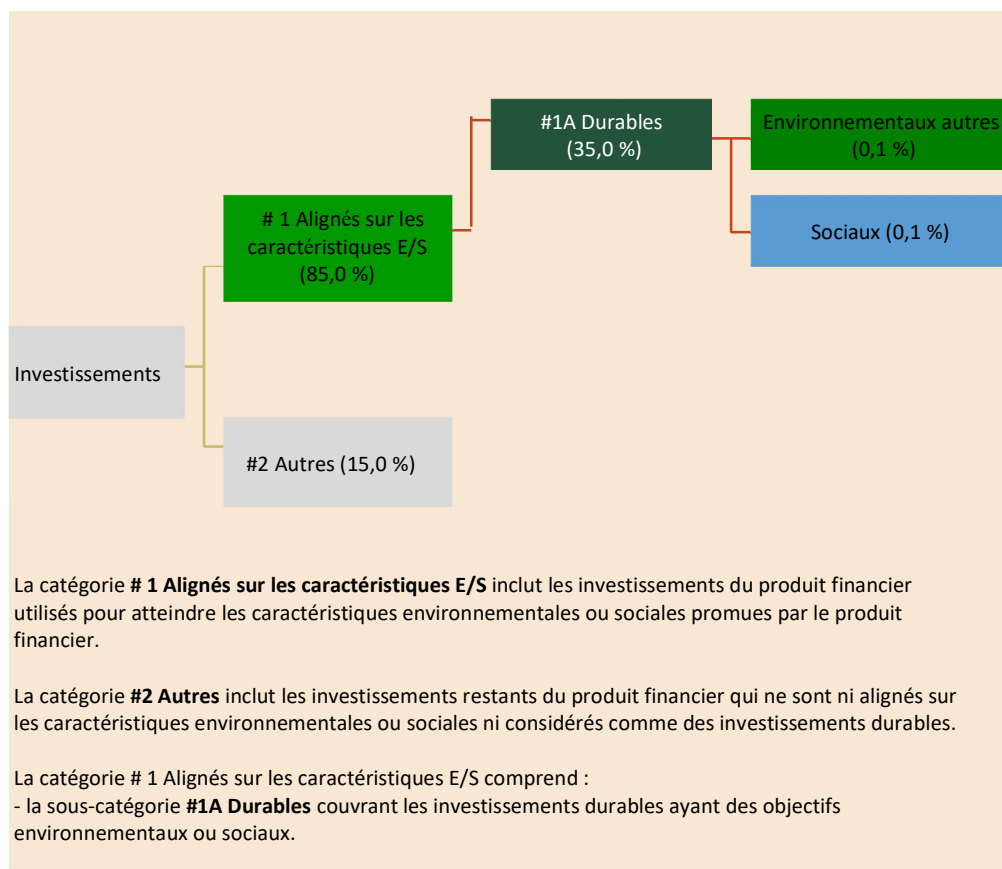 #1A Durables
(35,0 %)
Environnementaux autres
(0,1 %)
# 1 Alignés sur les
caractéristiques E/S
(85,0 %)
Sociaux (0,1 %)
Investissements
#2 Autres (15,0 %)
La catégorie # 1 Alignés sur les caractéristiques E/S inclut les investissements du produit financier
utilisés pour atteindre les caractéristiques environnementales ou sociales promues par le produit
financier.
La catégorie #2 Autres inclut les investissements restants du produit financier qui ne sont ni alignés sur
les caractéristiques environnementales ou sociales ni considérés comme des investissements durables.
La catégorie # 1 Alignés sur les caractéristiques E/S comprend :
- la sous-catégorie #1A Durables couvrant les investissements durables ayant des objectifs
environnementaux ou sociaux.